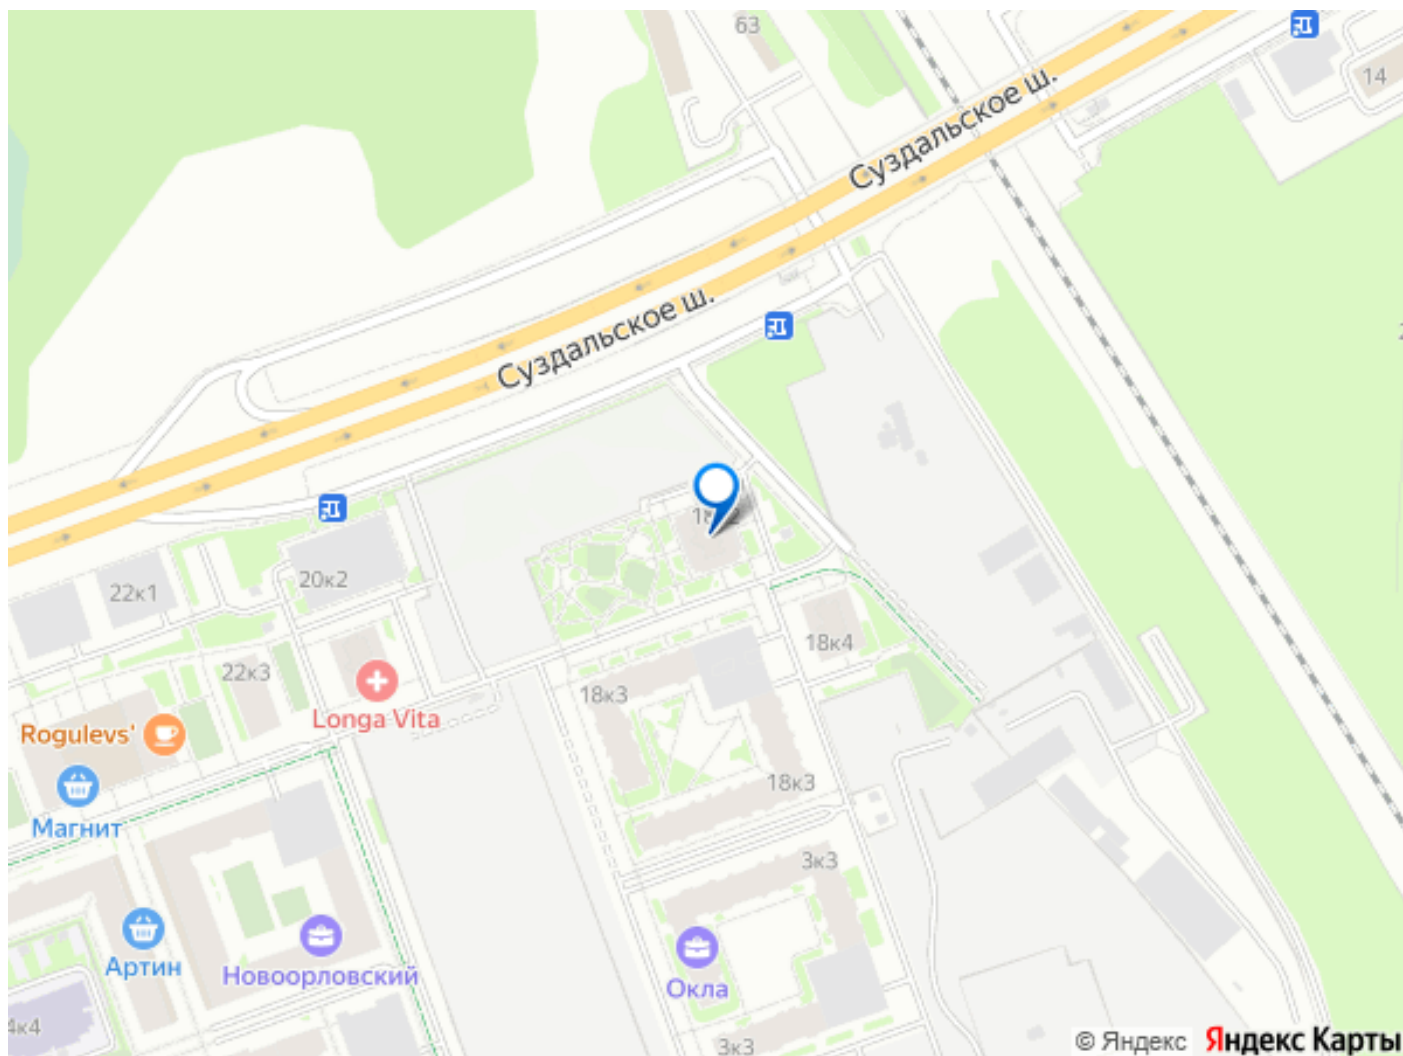 63
14
Суздальское ш.
Суздальское ш.
20к2
22к1
18к4
22к3
18к3
Longa Vita
Rogulevs'
18к3
Магнит
3к3
Артин
Новоорловский
Окла
4к4
3к3
© Яндекс Яндекс Карты